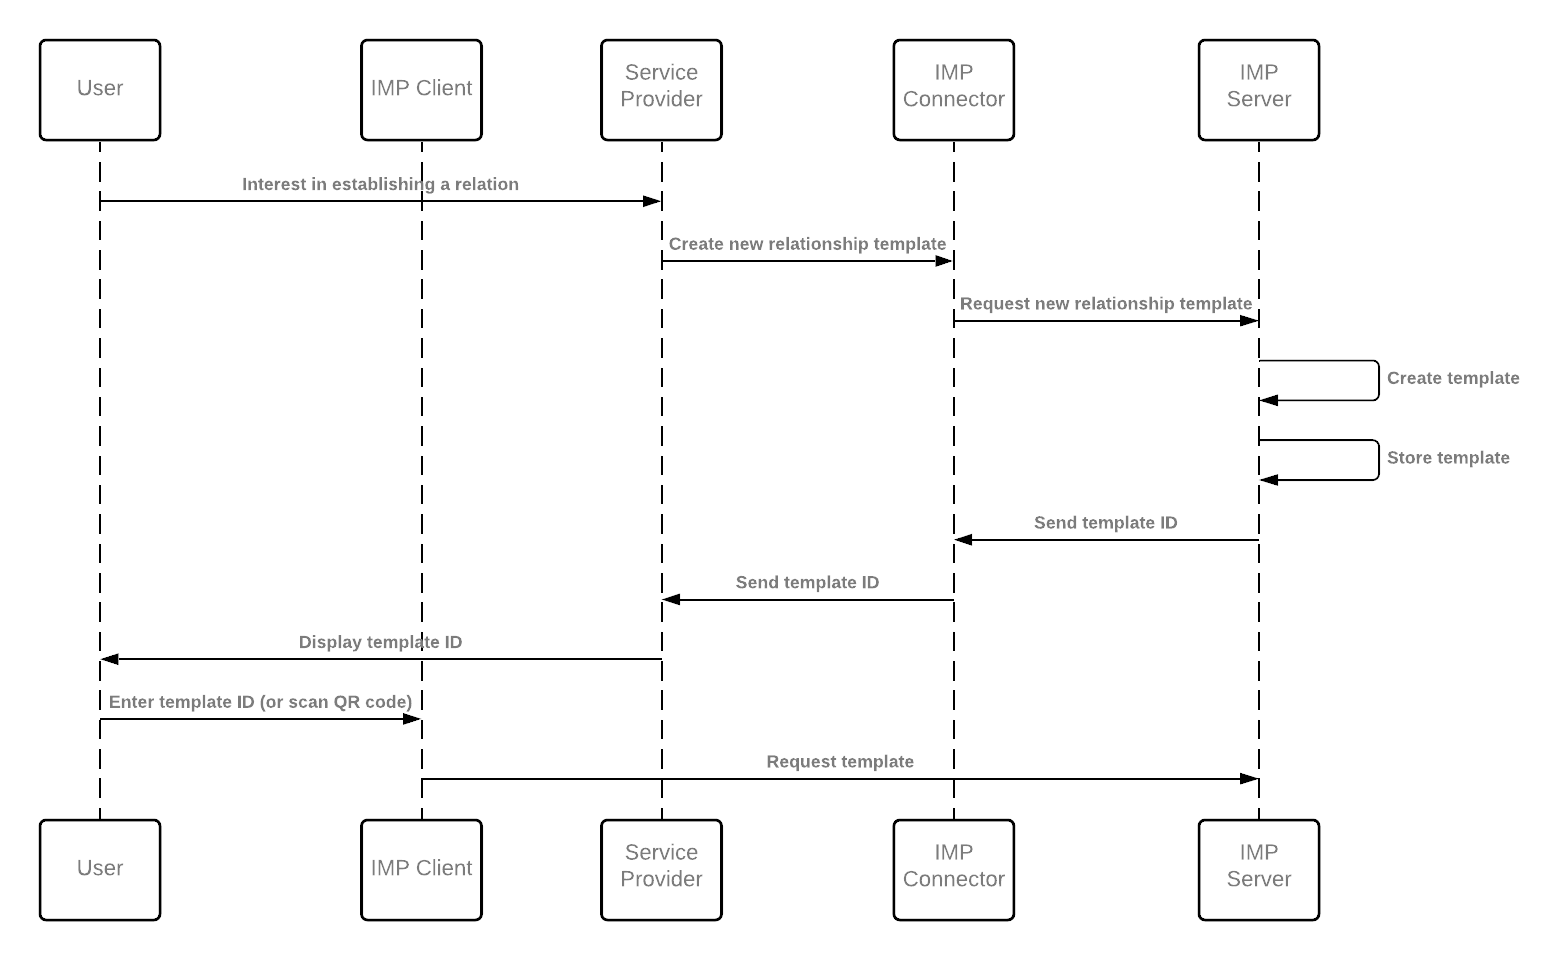 User
IMP Client
Service
Provider
IMP
Connector
IMP
Server
Interest in establishing a relation
Create new relationship template
Request new relationship template
Create template
Store template
Send template ID
Send template ID
Display template ID
Enter template ID (or scan QR code)
Request template
User
IMP Client
Service
Provider
IMP
Connector
IMP
Server